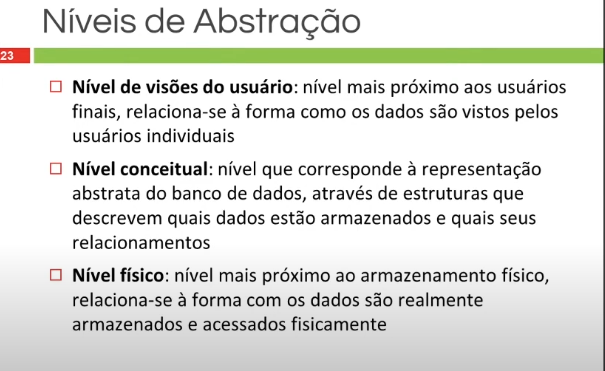 Níveis de Abstração
23
Nível de visões do usuário: nível mais próximo aos usuários
finais, relaciona-se à forma como os dados são vistos pelos
usuários individuais
Nível conceitual: nível que corresponde à representação
abstrata do banco de dados, através de estruturas que
descrevem quais dados estão armazenados e quais seus
relacionamentos
Nível físico: nível mais próximo ao armazenamento físico,
relaciona-se à forma com os dados são realmente
armazenados e acessados fisicamente